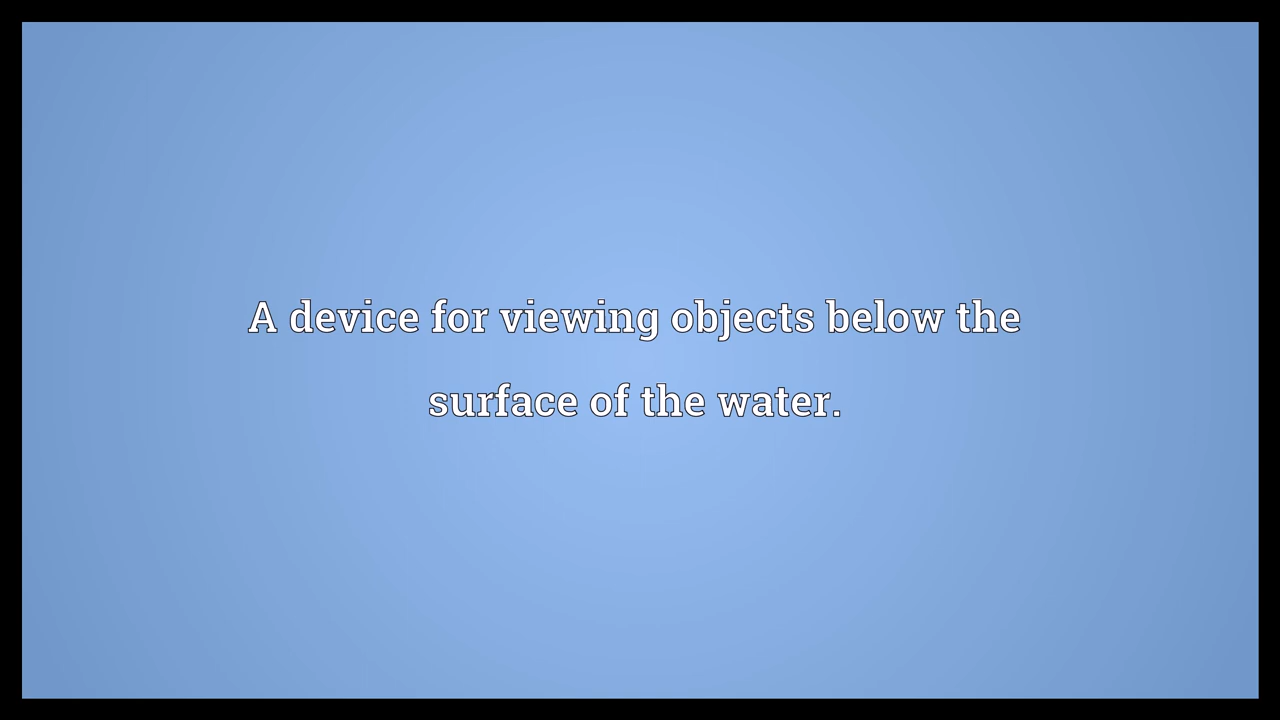 A device for viewing objects below the
surface of the water.